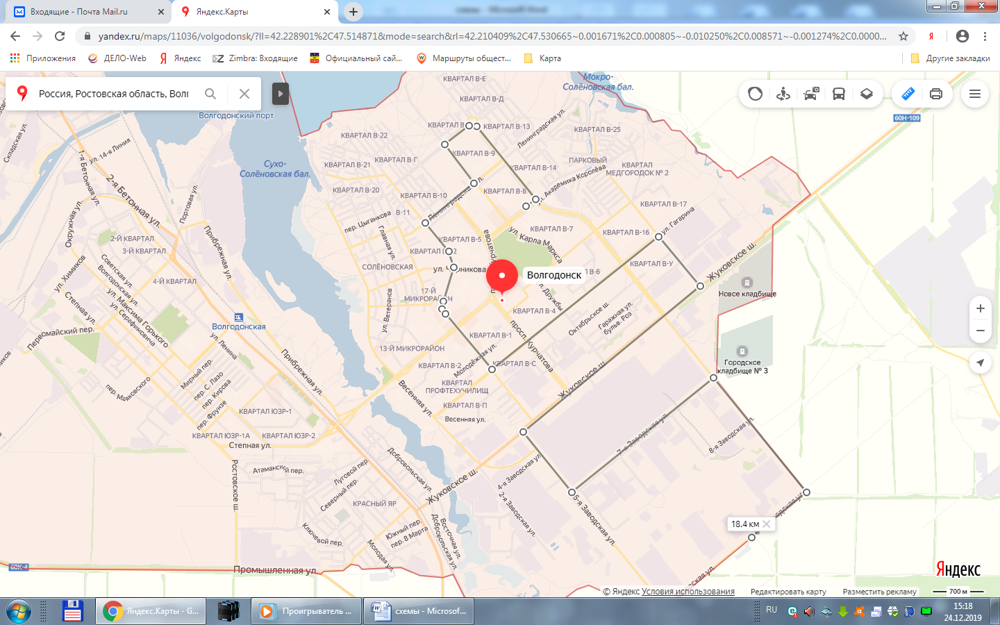 Входящие - Почта Mail.ru
Яндекс.Карты
yandex.ru/maps/11036/volgodonsk/?ll=42.228901%2C47.514871&mode=search&rl=42.210409%2C47.530665~0.001671%2C0.000805~-0.010250%2C0.008571~-0.001274%2C0.0000...
Приложения
ДЕЛО-Web
Яндекс
Zimbra: Входящие
Официальный сай...
Маршруты общест...
Карта
Другие закладки
Россия, Ростовская область, Волг
Волгодонский порт
Мокро-
Солёновская бал.
60Н-109
КВАРТАЛ В-Е
КВАРТАЛ В-Д
КВАРТАЛ В-13
КВАРТАЛ В-22
КВАРТАЛ В-25
Ленинградская ул.
Складская ул.
ул. 14-я Линия
1-я Бетонная ул.
КВАРТАЛ В-9
КВАРТАЛ В-Г
КВАРТАЛ В-21
КВАРТАЛ В-14
ПАРКОВЫЙ
КВАРТАЛ
МЕДГОРОДОК № 2
Сухо-
Солёновская бал.
2-я Бетонная ул.
КВАРТАЛ В-20
КВАРТАЛ В-10
КВАРТАЛ В-8
ул. Академика Королёва
Портовая ул.
Окружная ул.
В-11
КВАРТАЛ В-17
ул. Гагарина
пер. Цыганкова
Главная ул.
КВАРТАЛ В-7
КВАРТАЛ В-16
КВАРТАЛ В-5
ул. Карла Маркса
2-Й КВАРТАЛ
3-Й КВАРТАЛ
Прибрежная ул.
ул. Химиков
Советская ул.
Волгодонская ул.
4-Й КВАРТАЛ
СОЛЁНОВСКАЯ
КВАРТАЛ В-У
Жуковское ш.
Волгодонск
В-6
17-Й
МИКРОРАЙОН
ул. Ветеранов
ул. Дружбы
Новое кладбище
Степная ул.
ул. Максима Горького
ул. Серафимовича
КВАРТАЛ В-4
Октябрьское ш.
Гаражная ул.
бульв. Роз
Волгодонская
Первомайский пер.
ул. Ленина
КВАРТАЛ В-1
просп. Курчатова
13-Й МИКРОРАЙОН
Молодёжная ул.
КВАРТАЛ В-2
КВАРТАЛ В-С
Городское
кладбище № 3
Прибрежная ул.
Мирный пер.
пер. С. Лазо
пер. Кирова
пер. Фрунзе
пер. Маяковского
КВАРТАЛ
ПРОФТЕХУЧИЛИЩ
Жуковское ш.
Весенняя ул.
КВАРТАЛ В-П
Весенняя ул.
КВАРТАЛ ЮЗР-1
КВАРТАЛ ЮЗР-1А
КВАРТАЛ ЮЗР-2
Степная ул.
7-я Заводская ул.
8-я Заводская ул.
Ростовское ш.
Атаманский пер.
Луговой пер.
Северный пер.
Добровольская ул.
4-я Заводская ул.
2-я Заводская ул.
6-я Заводская ул.
Жуковское ш.
КРАСНЫЙ ЯР
Ключевой пер.
Южный пер.
пер. 8 Марта
Молодая ул.
Восточная ул.
Добровольская ул.
18.4 км
60К-4
Промышленная ул.
Яндекс
© Яндекс Условия использования
Редактировать карту
Разместить рекламу
700 м
Яндекс.Карты - G...
Проигрыватель ...
схемы - Microsof...
RU
15:18
24.12.2019